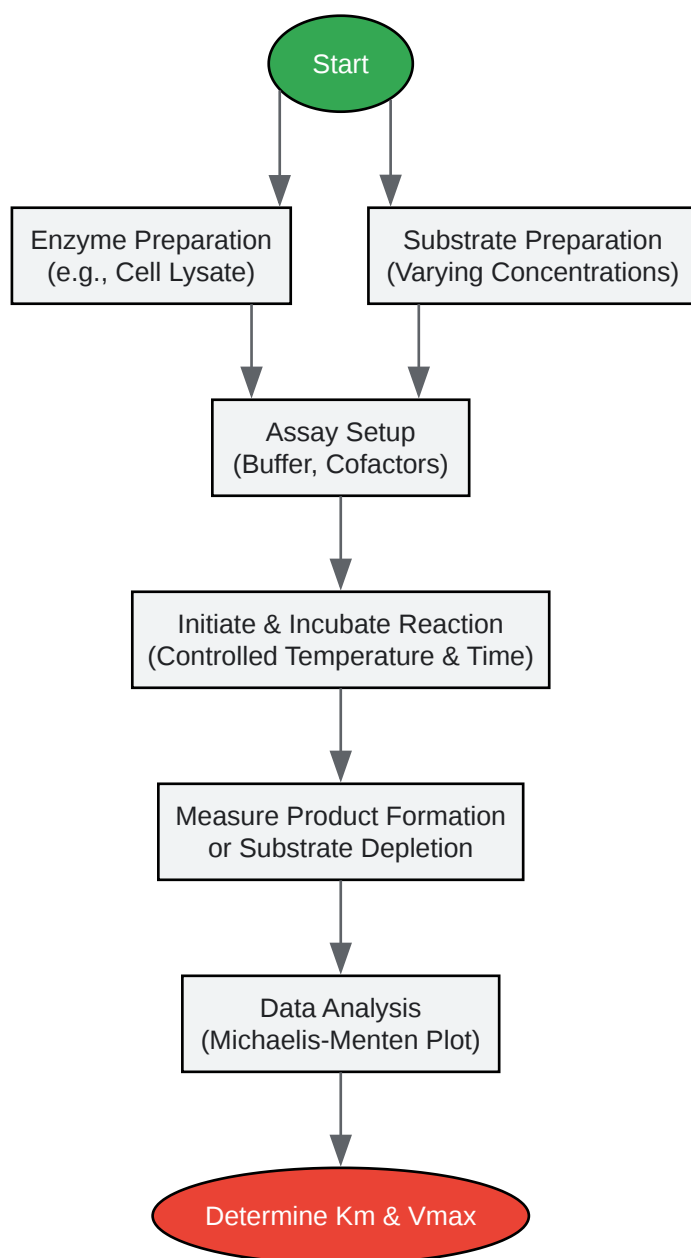 Start
Enzyme Preparation
(e.g., Cell Lysate)
Substrate Preparation
(Varying Concentrations)
Assay Setup
(Buffer, Cofactors)
Initiate & Incubate Reaction
(Controlled Temperature & Time)
Measure Product Formation
or Substrate Depletion
Data Analysis
(Michaelis-Menten Plot)
Determine Km & Vmax